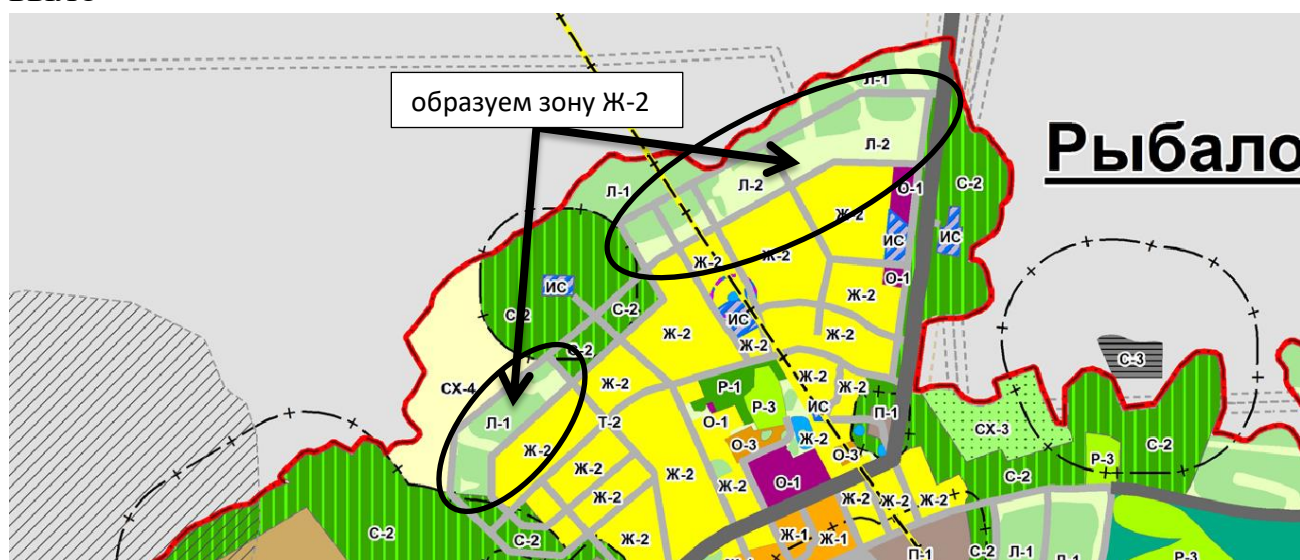 образуем зону Ж-2
Л-1
Рыбало
Л-2
Л-1
Л-2
О-1
С-2
Ж-2
ИС
ИС
Ж-2
Ж-2
О-1
ИС
С-2
Ж-2
С-2
ИС
Ж-2
Ж-2
Ж-2
С-2
С-3
СХ-4
Ж-2
Р-1
Ж-2
Ж-2
Р-3
ИС
П-1
Л-1
Т-2
О-1
СХ-3
О-3
Ж-2
С-2
Ж-2
О-3
Р-3
Ж-2
Ж-2
Ж-2
О-1
С-2
Ж-2
Ж-2
Ж-2
Ж-2
Ж-2
С-2
С-2
Ж-2
Ж-1
Ж-1
П-1
С-2
Л-1
Р-3